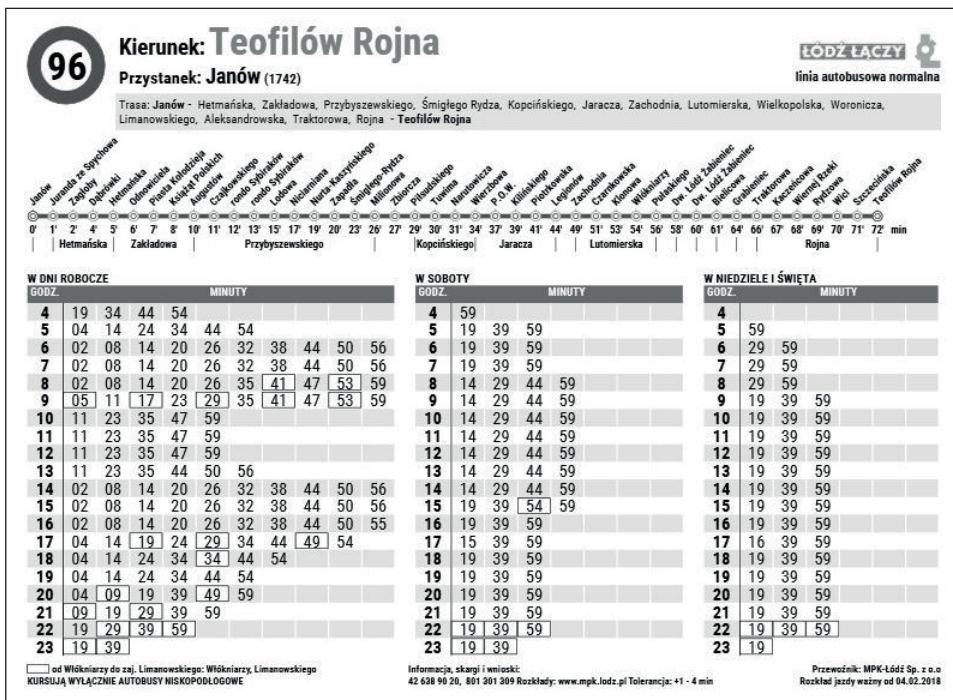 96
Kierunek: Teofilów Rojna
Przystanek: Janów (1742)
ŁÓDŹ ŁĄCZY
linia autobusowa normalna
Trasa: Janów - Hetmańska, Zakładowa, Przybyszewskiego, Śmigłego Rydza, Kopcińskiego, Jaracza, Zachodnia, Lutomierska, Wielkopolska, Woronicza,
Limanowskiego, Aleksandrowska, Traktorowa, Rojna - Teofilów Rojna
Janów Juranda ze Spychowa Zagłoby Dąbrówki Hetmańska Odnowiciela Piasta Kołodzieja Książąt Polskich Augustów Czajkowskiego rondo Sybiraków rondo Sybiraków Lodowa Niciarniana Nurta-Kaszyńskiego Zapadła Śmigłego-Rydza Milionowa Zbiorcza Piłsudskiego Tuwima Narutowicza Wierzbowa P.O.W. Kilińskiego Piotrkowska Legionów Zachodnia Czarnkowska Klonowa Włókniarzy Pułaskiego Dw. Łódź Żabieniec Dw. Łódź Żabieniec Bielicowa Grabieniec Traktorowa Kaczeńcowa Wiernej Rzeki Rydzowa Wici Szczecińska Teofilów Rojna
0' 1' 2' 4' 5' 6' 7' 8' 10' 11' 12' 13' 14' 15' 17' 19' 20' 23' 26' 27' 29' 30' 31' 34' 37' 39' 41' 44' 49' 51' 53' 54' 56' 58' 60' 61' 64' 66' 67' 68' 69' 70' 71' 72' min
Hetmańska Zakładowa Przybyszewskiego Kopcińskiego Jaracza Lutomierska Rojna
W DNI ROBOCZE
GODZ. MINUTY
4 19 34 44 54
5 04 14 24 34 44 54
6 02 08 14 20 26 32 38 44 50 56
7 02 08 14 20 26 32 38 44 50 56
8 02 08 14 20 26 35 41 47 53 59
9 05 11 17 23 29 35 41 47 53 59
10 11 23 35 47 59
11 11 23 35 47 59
12 11 23 35 47 59
13 11 23 35 44 50 56
14 02 08 14 20 26 32 38 44 50 56
15 02 08 14 20 26 32 38 44 50 56
16 02 08 14 20 26 32 38 44 50 55
17 04 14 19 24 29 34 44 49 54
18 04 14 24 34 34 44 54
19 04 14 24 34 44 54
20 04 09 19 39 49 59
21 09 19 29 39 59
22 19 29 39 59
23 19 39
W SOBOTY
GODZ. MINUTY
4 59
5 19 39 59
6 19 39 59
7 19 39 59
8 14 29 44 59
9 14 29 44 59
10 14 29 44 59
11 14 29 44 59
12 14 29 44 59
13 14 29 44 59
14 14 29 44 59
15 19 39 54 59
16 19 39 59
17 15 39 59
18 19 39 59
19 19 39 59
20 19 39 59
21 19 39 59
22 19 39 59
23 19 39
W NIEDZIELE I ŚWIĘTA
GODZ. MINUTY
4
5 59
6 29 59
7 29 59
8 29 59
9 19 39 59
10 19 39 59
11 19 39 59
12 19 39 59
13 19 39 59
14 19 39 59
15 19 39 59
16 19 39 59
17 16 39 59
18 19 39 59
19 19 39 59
20 19 39 59
21 19 39 59
22 19 39 59
23 19
od Włókniarzy do zaj. Limanowskiego: Włókniarzy, Limanowskiego
KURSUJĄ WYŁĄCZNIE AUTOBUSY NISKOPODŁOGOWE
Informacja, skargi i wnioski:
42 638 90 20, 801 301 309 Rozkłady: www.mpk.lodz.pl Tolerancja: +1 - 4 min
Przewoźnik: MPK-Łódź Sp. z o.o
Rozkład jazdy ważny od 04.02.2018